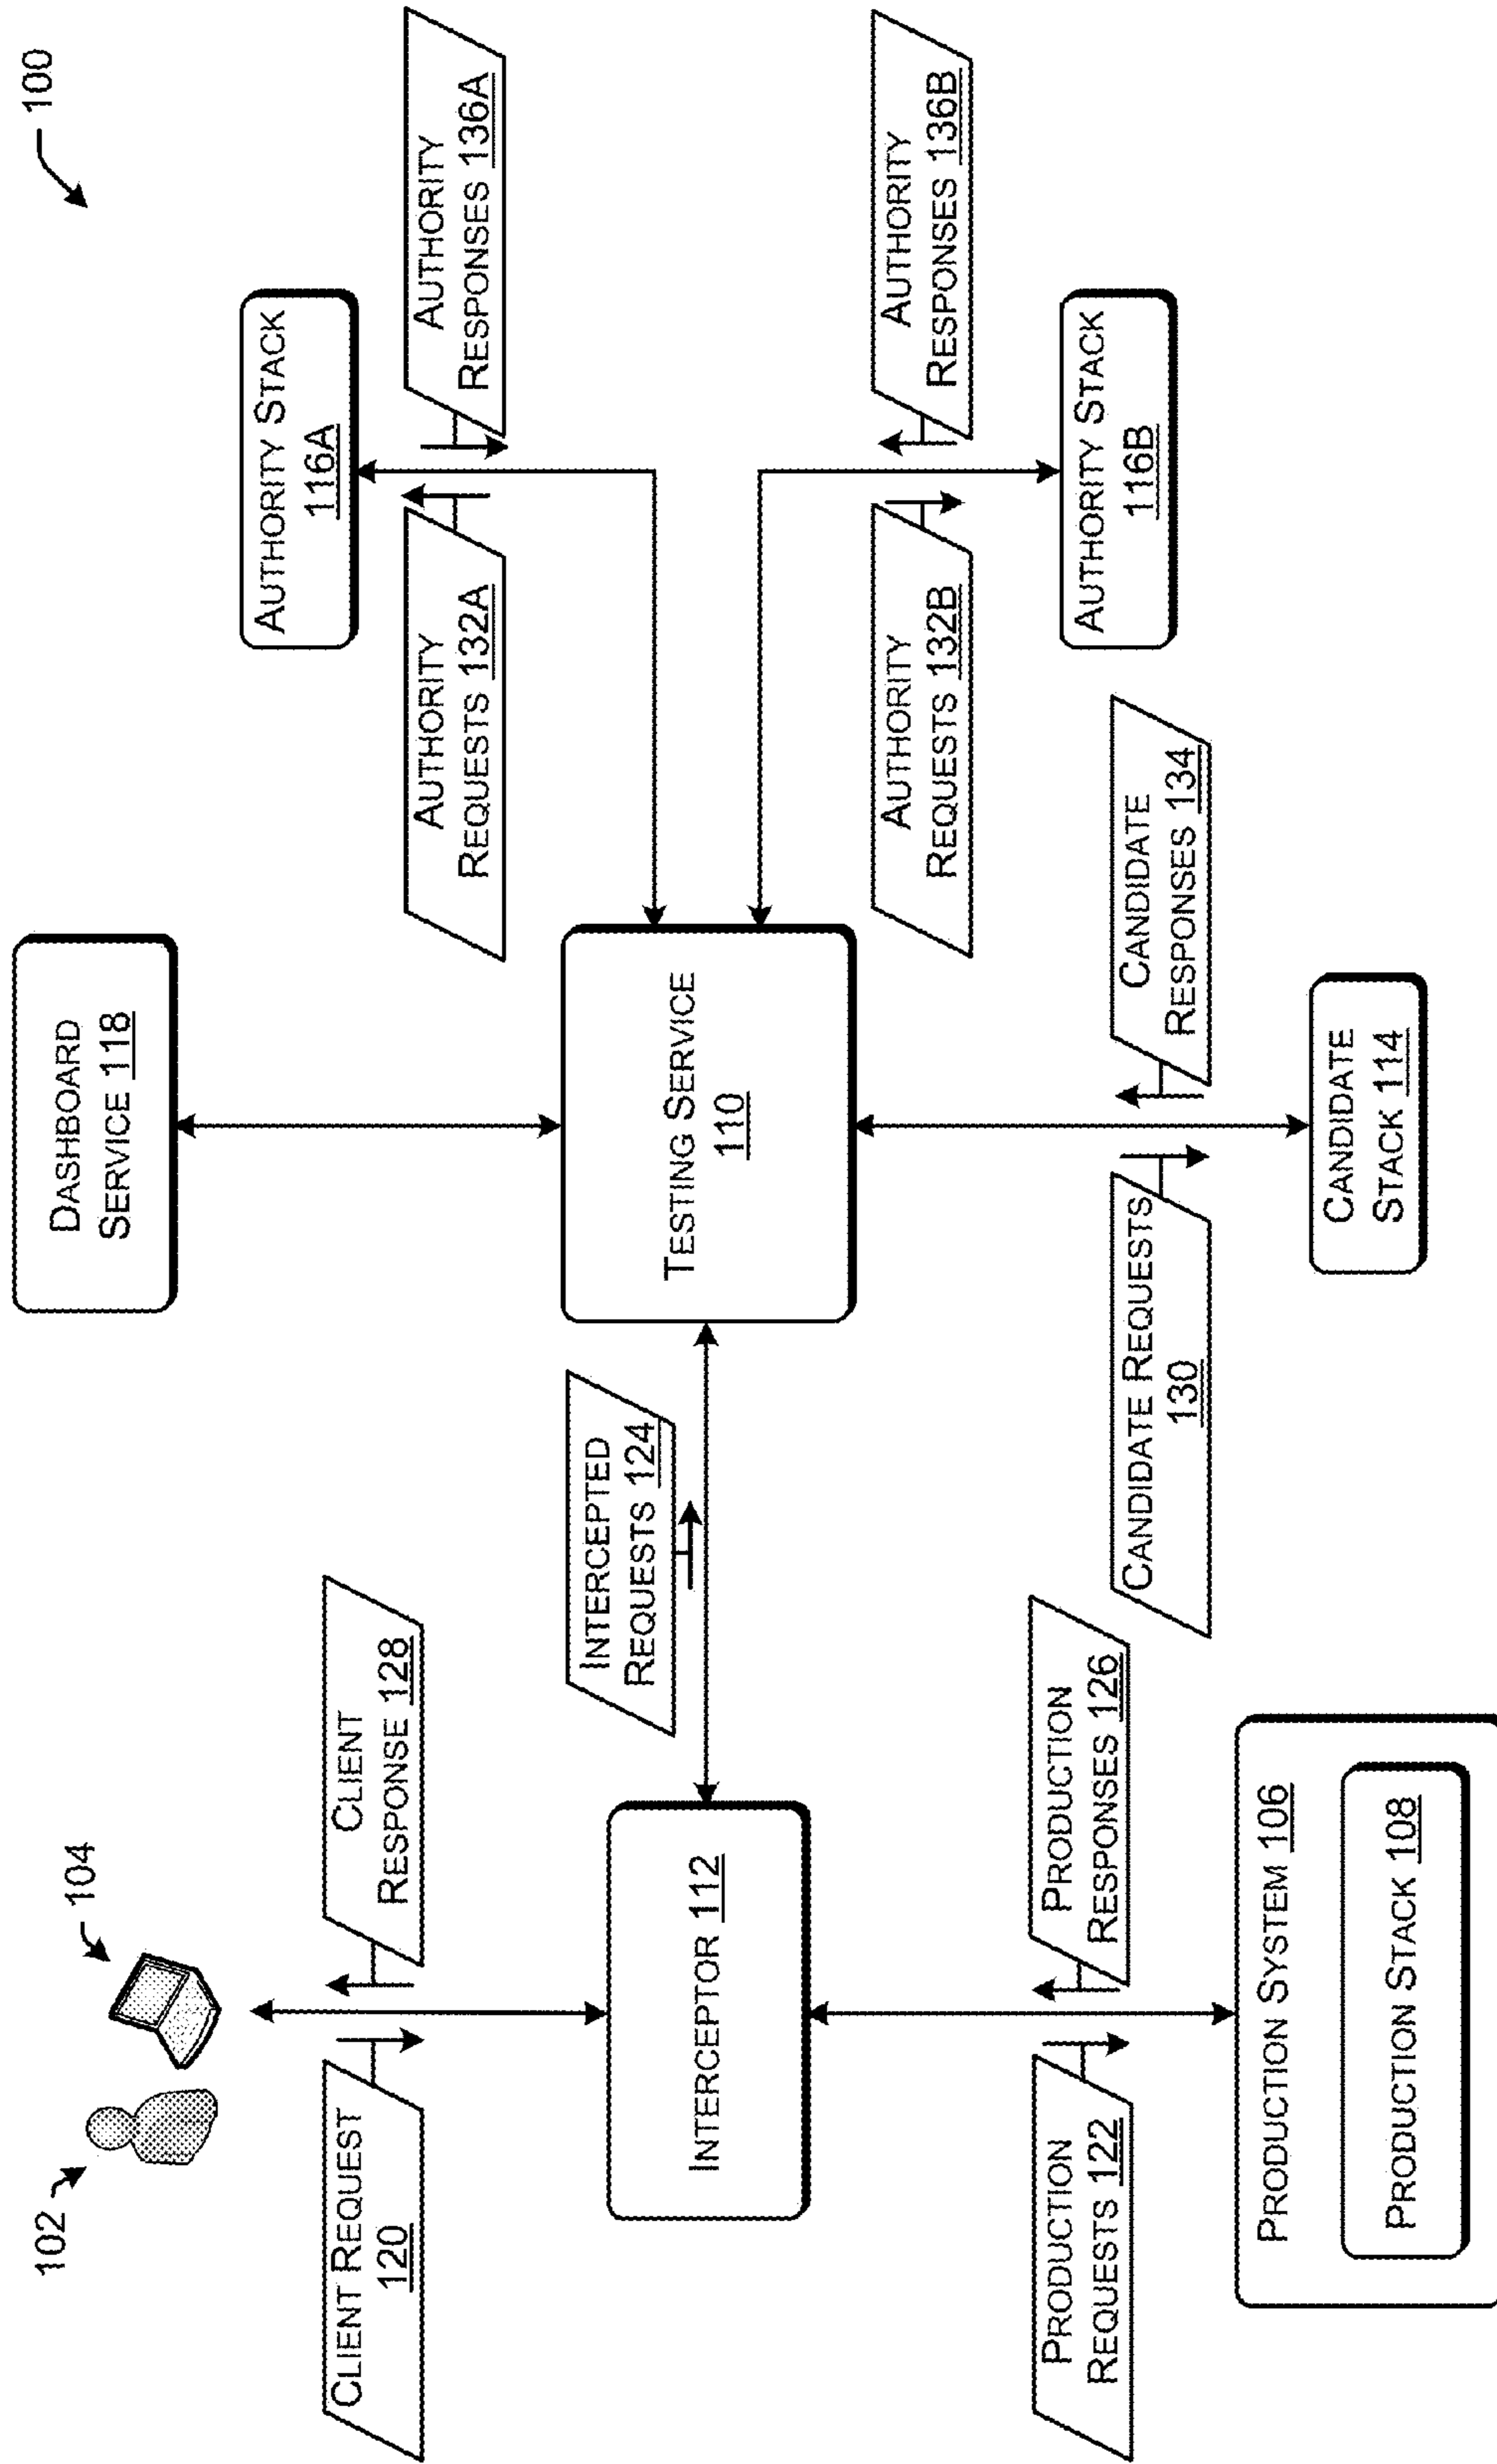 100
102
104
CLIENT REQUEST
120
CLIENT
RESPONSE 128
INTERCEPTOR 112
PRODUCTION
REQUESTS 122
PRODUCTION
RESPONSES 126
PRODUCTION SYSTEM 106
PRODUCTION STACK 108
INTERCEPTED
REQUESTS 124
DASHBOARD
SERVICE 118
TESTING SERVICE
110
CANDIDATE REQUESTS
130
CANDIDATE
RESPONSES 134
CANDIDATE
STACK 114
AUTHORITY STACK
116A
AUTHORITY
REQUESTS 132A
AUTHORITY
RESPONSES 136A
AUTHORITY
REQUESTS 132B
AUTHORITY
RESPONSES 136B
AUTHORITY STACK
116B